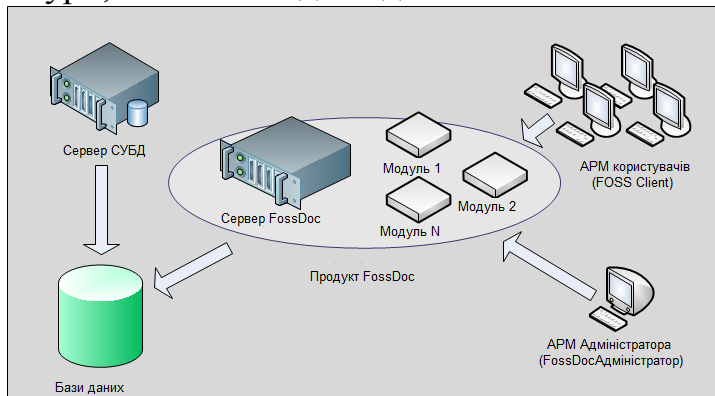 Сервер СУБД
Сервер FossDoc
Модуль 1
Модуль 2
Модуль N
Продукт FossDoc
АРМ користувачів
(FOSS Client)
АРМ Адміністратора
(FossDocАдміністратор)
Бази даних